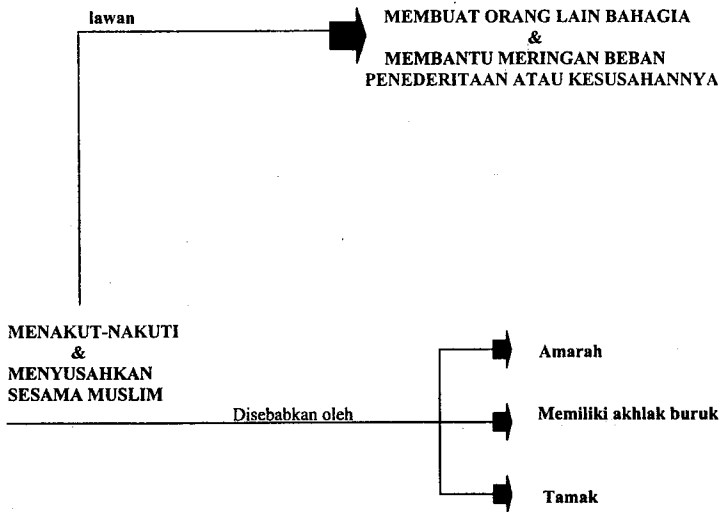 lawan
MEMBUAT ORANG LAIN BAHAGIA
&
MEMBANTU MERINGAN BEBAN
PENEDERITAAN ATAU KESUSAHANNYA
MENAKUT-NAKUTI
&
MENYUSAHKAN
SESAMA MUSLIM
Disebabkan oleh
Amarah
Memiliki akhlak buruk
Tamak